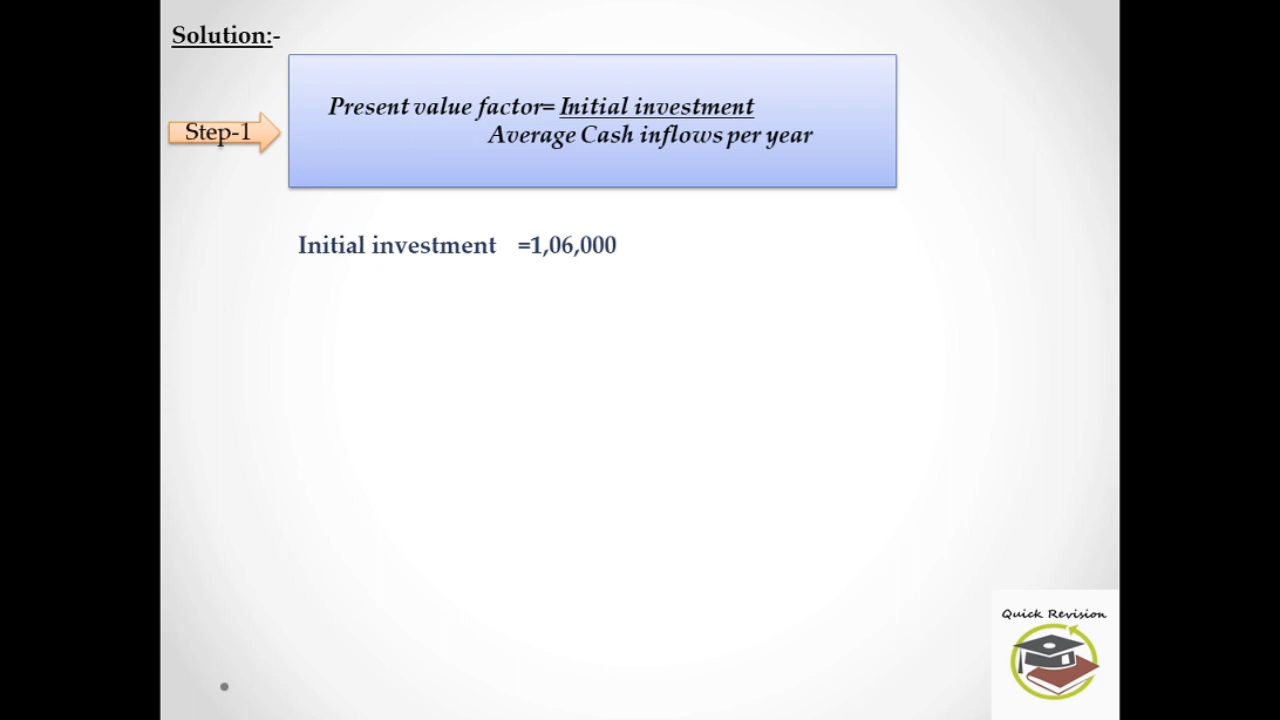 Solution:-
Step-1
Present value factor= Initial investment
Average Cash inflows per year
Initial investment =1,06,000
Quick Revision